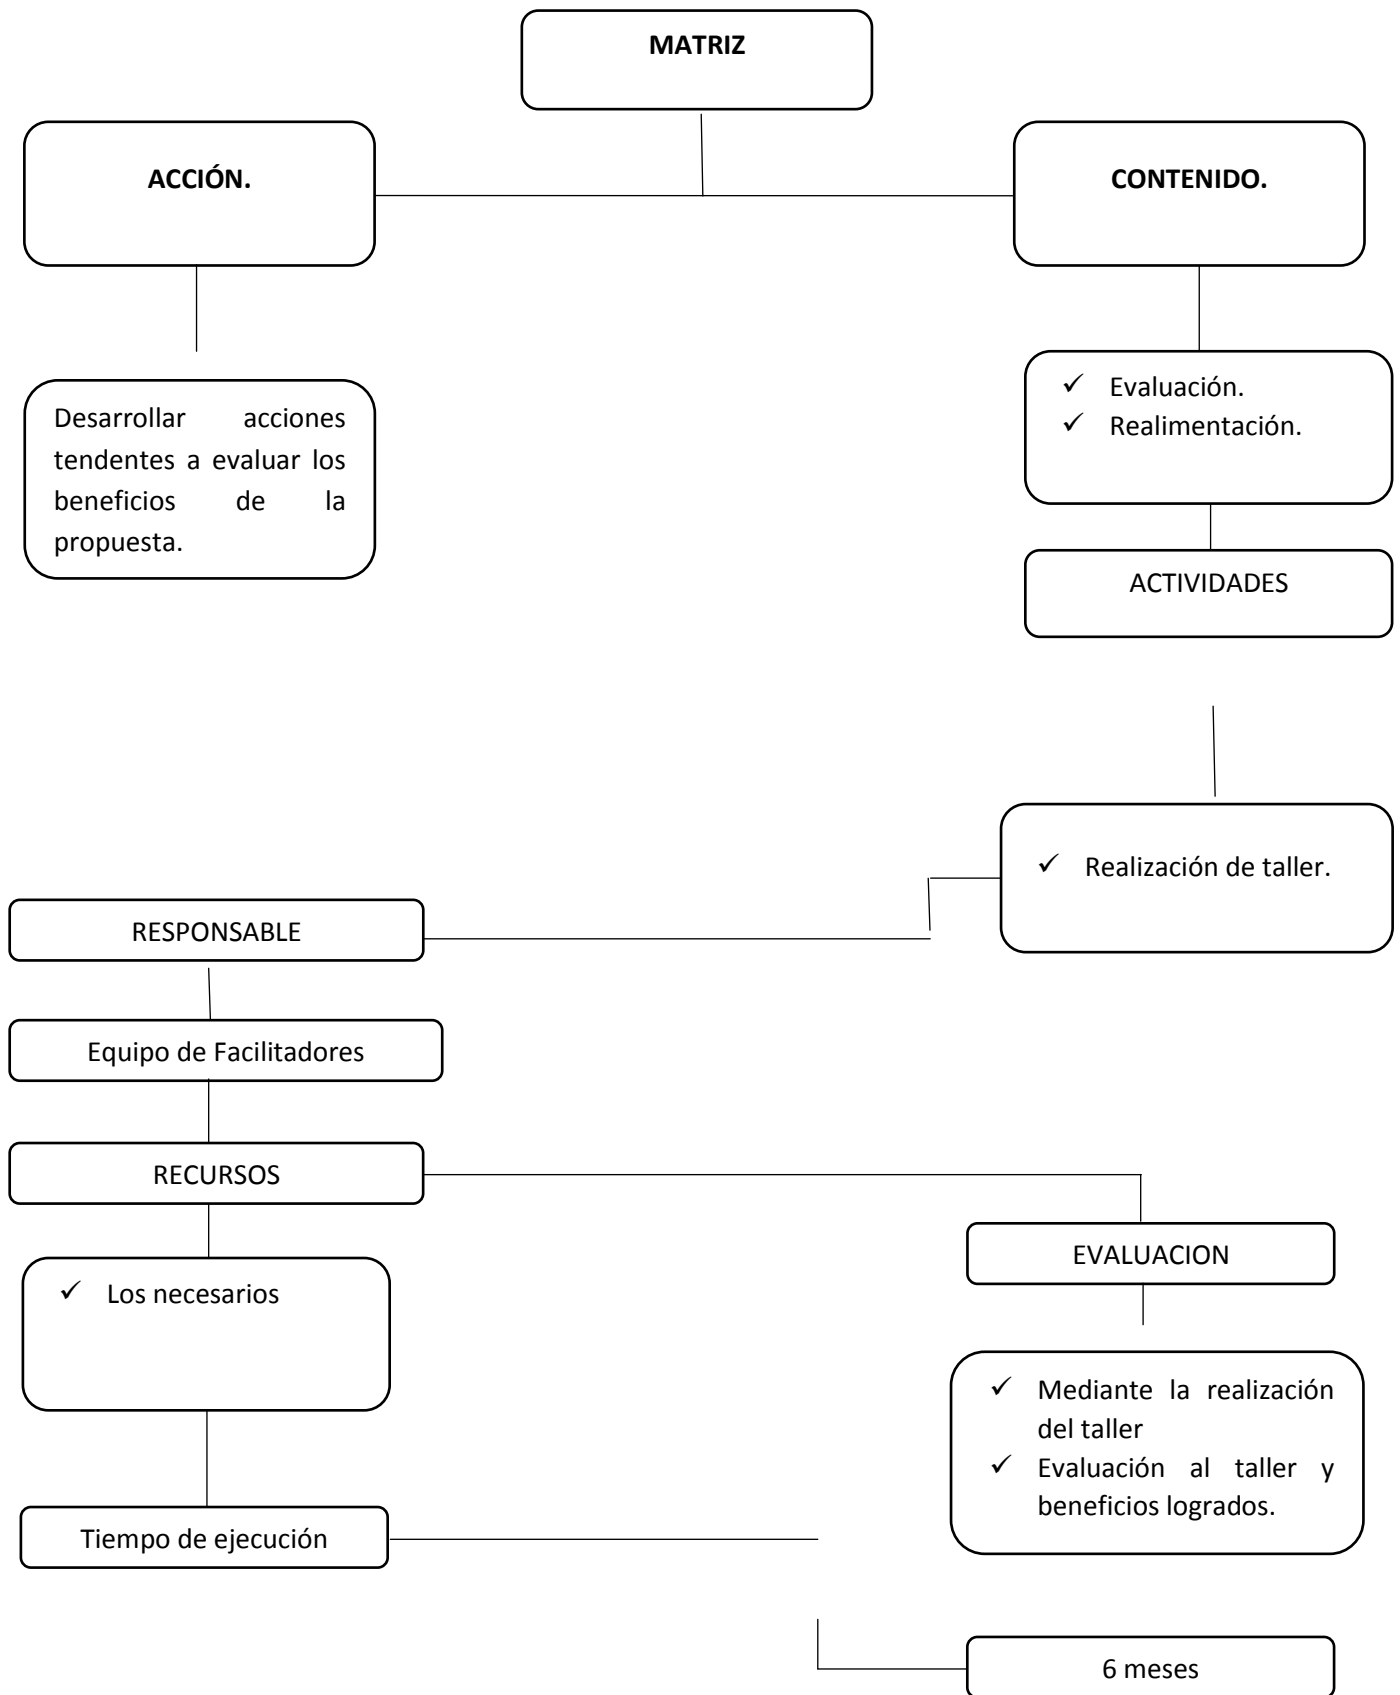 MATRIZ
ACCIÓN.
CONTENIDO.
Desarrollar acciones
tendentes a evaluar los
beneficios de la
propuesta.
✓ Evaluación.
✓ Realimentación.
ACTIVIDADES
✓ Realización de taller.
RESPONSABLE
Equipo de Facilitadores
RECURSOS
EVALUACION
✓ Los necesarios
✓ Mediante la realización
del taller
✓ Evaluación al taller y
beneficios logrados.
Tiempo de ejecución
6 meses